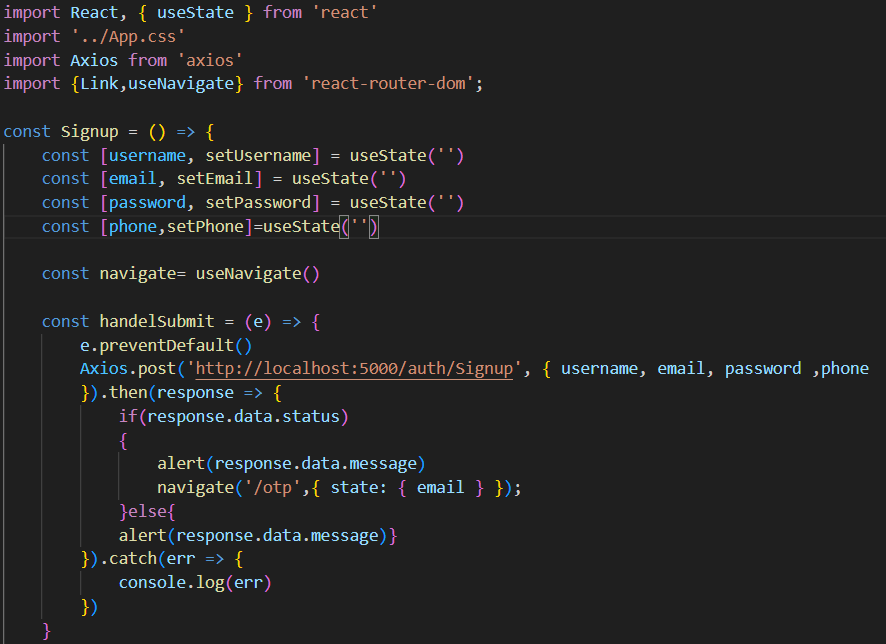 import React, { useState } from 'react'
import '../App.css'
import Axios from 'axios'
import {Link,useNavigate} from 'react-router-dom';
const Signup = () => {
const [username, setUsername] = useState('')
const [email, setEmail] = useState('')
const [password, setPassword] = useState('')
const [phone,setPhone]=useState('')
const navigate= useNavigate()
const handelSubmit = (e) => {
e.preventDefault()
Axios.post('http://localhost:5000/auth/Signup', { username, email, password ,phone
}).then(response => {
if(response.data.status)
{
alert(response.data.message)
navigate('/otp',{ state: { email } });
}else{
alert(response.data.message)}
}).catch(err => {
console.log(err)
})
}